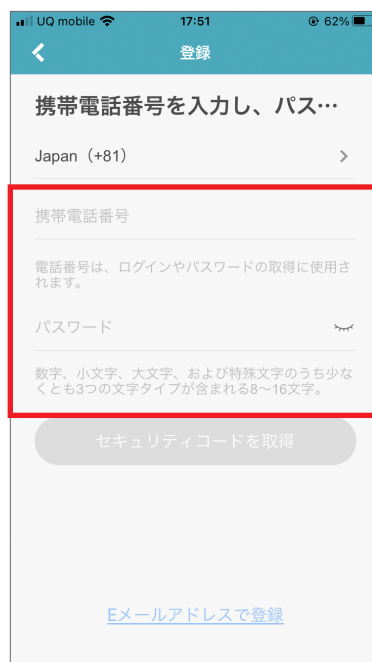 UQ mobile 17:51 62%
登録
携帯電話番号を入力し、パス…
Japan（+81）
携帯電話番号
電話番号は、ログインやパスワードの取得に使用さ
れます。
パスワード
数字、小文字、大文字、および特殊文字のうち少な
くとも3つの文字タイプが含まれる8〜16文字。
セキュリティコードを取得
Eメールアドレスで登録